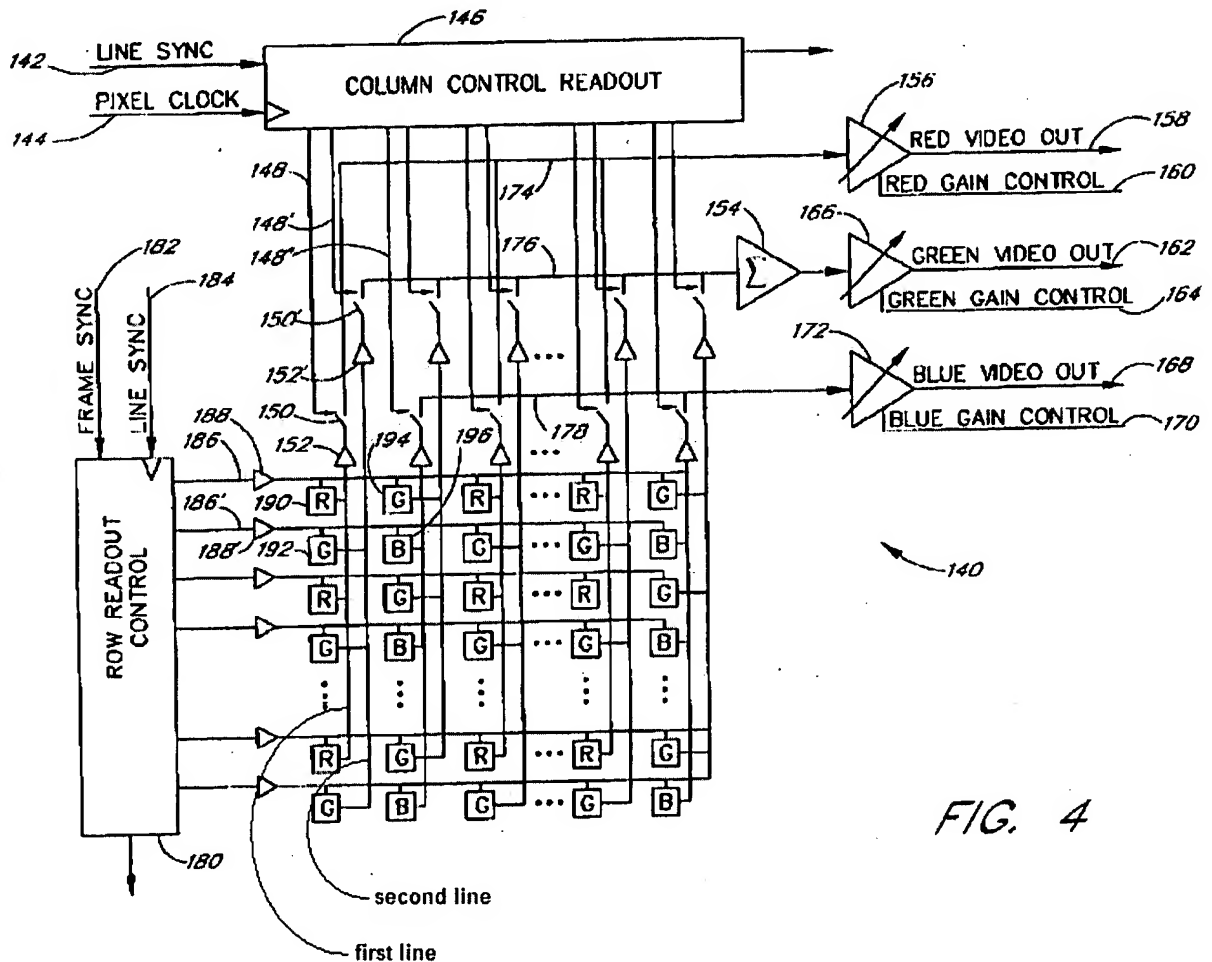 146
142
LINE SYNC
COLUMN CONTROL READOUT
PIXEL CLOCK
144
156
RED VIDEO OUT
158
RED GAIN CONTROL
160
148
174
148'
148"
176
154
Σ
166
GREEN VIDEO OUT
162
GREEN GAIN CONTROL
164
182
184
FRAME SYNC
LINE SYNC
150'
152'
172
BLUE VIDEO OUT
168
BLUE GAIN CONTROL
170
188
150
194
196
178
186
152
190
R G R R G
186'
188'
192
G B G G B
R G R R G
G B G G B
ROW READOUT CONTROL
140
R G R R G
G B G G B
180
FIG. 4
second line
first line